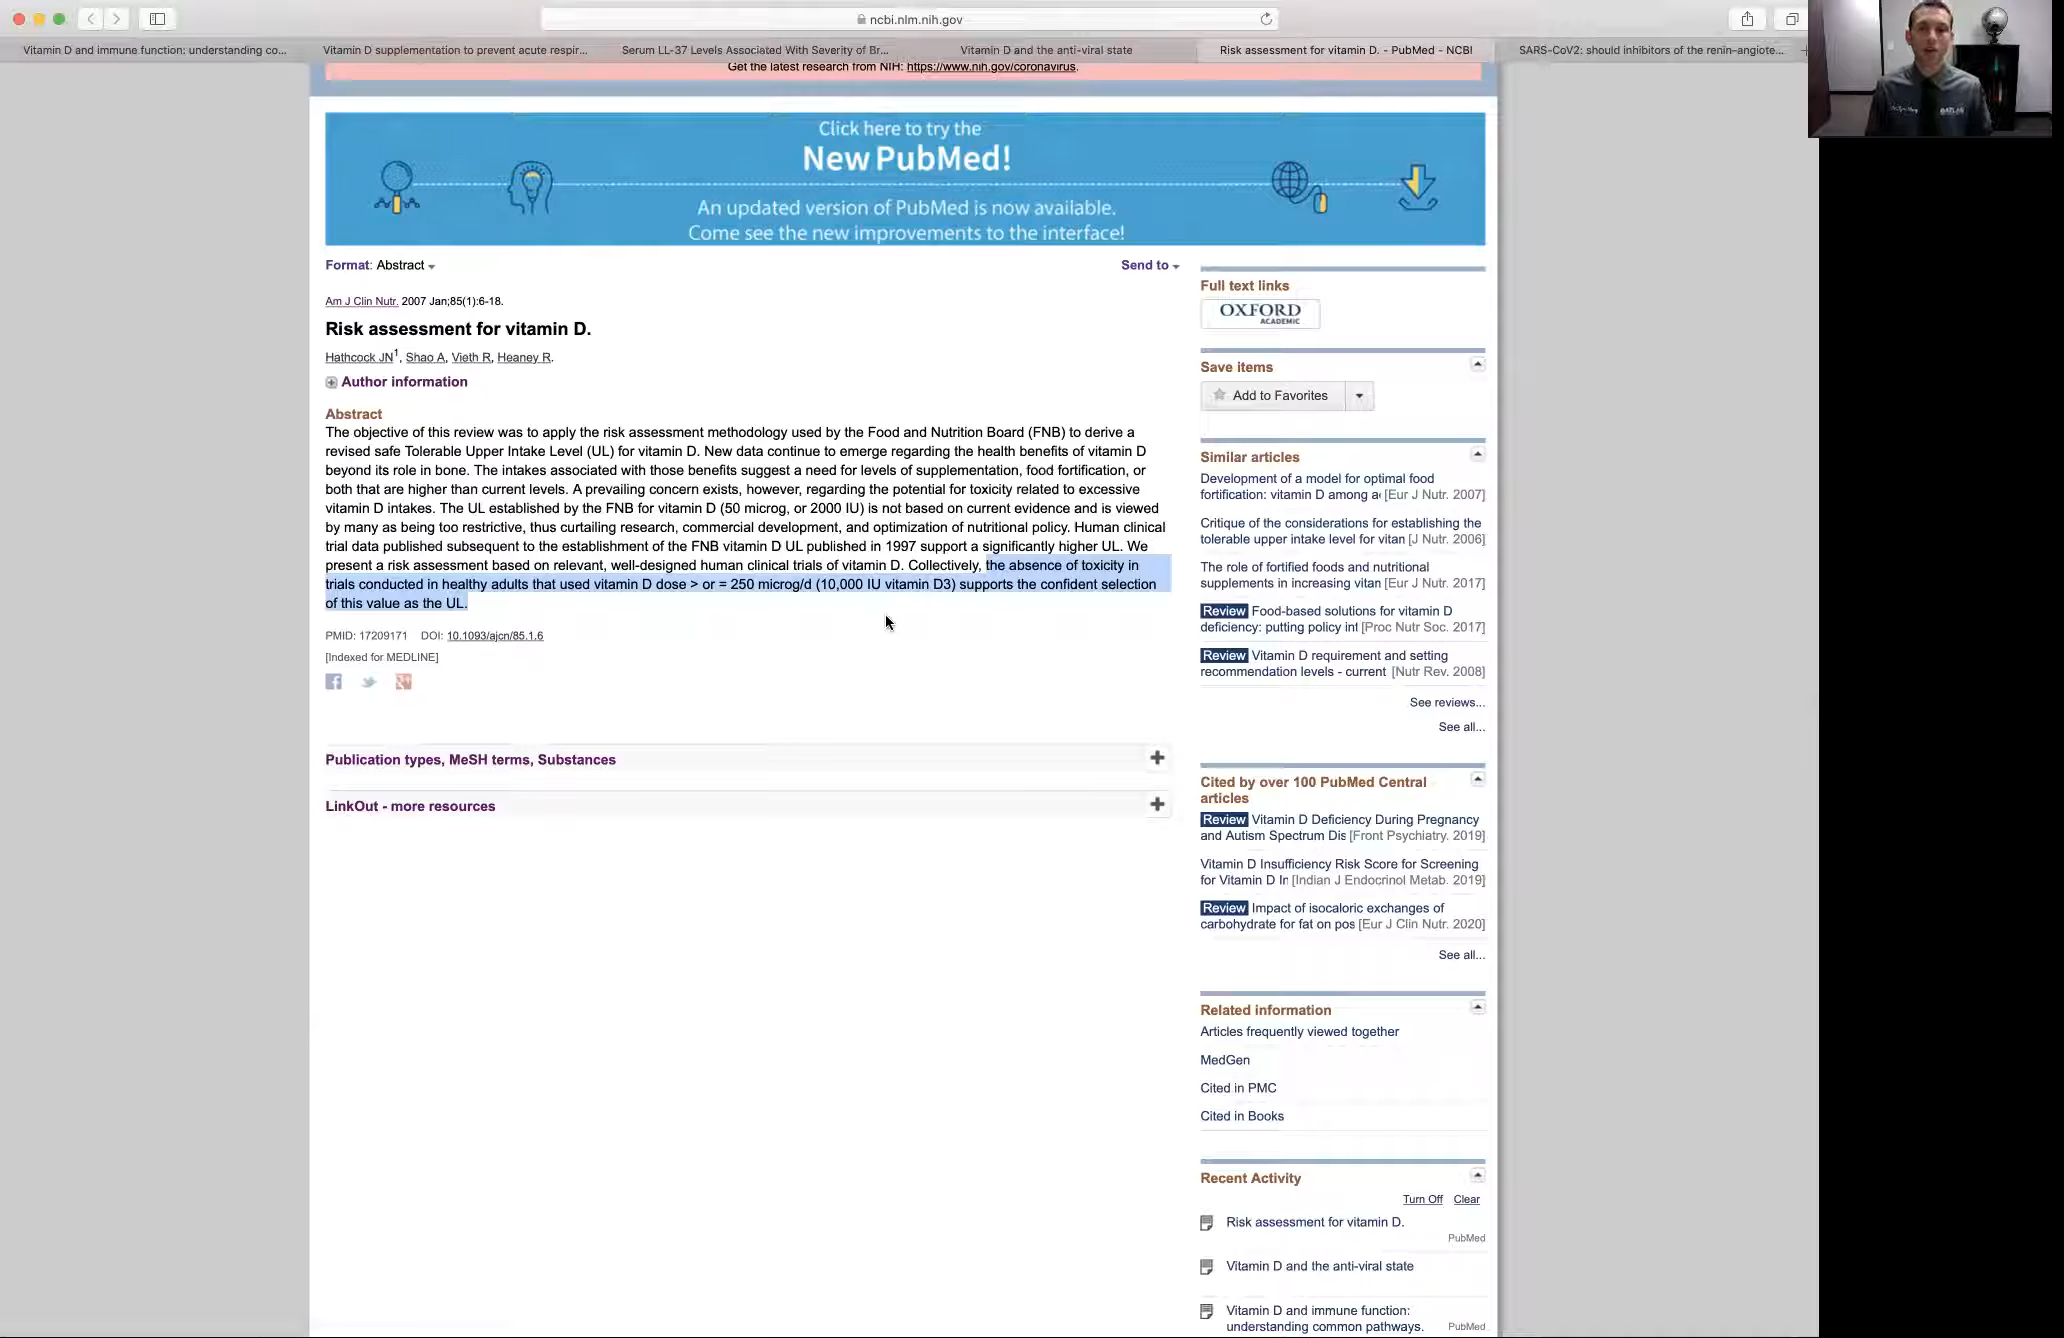 ncbi.nlm.nih.gov
Vitamin D and immune function: understanding co...
Vitamin D supplementation to prevent acute respir...
Serum LL-37 Levels Associated With Severity of Br...
Vitamin D and the anti-viral state
Risk assessment for vitamin D. - PubMed - NCBI
SARS-CoV2: should inhibitors of the renin–angiote...
Get the latest research from NIH: https://www.nih.gov/coronavirus.
Click here to try the
New PubMed!
An updated version of PubMed is now available.
Come see the new improvements to the interface!
Format: Abstract
Send to
Am J Clin Nutr. 2007 Jan;85(1):6-18.
Risk assessment for vitamin D.
Hathcock JN1, Shao A, Vieth R, Heaney R.
Author information
Abstract
The objective of this review was to apply the risk assessment methodology used by the Food and Nutrition Board (FNB) to derive a
revised safe Tolerable Upper Intake Level (UL) for vitamin D. New data continue to emerge regarding the health benefits of vitamin D
beyond its role in bone. The intakes associated with those benefits suggest a need for levels of supplementation, food fortification, or
both that are higher than current levels. A prevailing concern exists, however, regarding the potential for toxicity related to excessive
vitamin D intakes. The UL established by the FNB for vitamin D (50 microg, or 2000 IU) is not based on current evidence and is viewed
by many as being too restrictive, thus curtailing research, commercial development, and optimization of nutritional policy. Human clinical
trial data published subsequent to the establishment of the FNB vitamin D UL published in 1997 support a significantly higher UL. We
present a risk assessment based on relevant, well-designed human clinical trials of vitamin D. Collectively, the absence of toxicity in
trials conducted in healthy adults that used vitamin D dose > or = 250 microg/d (10,000 IU vitamin D3) supports the confident selection
of this value as the UL.
PMID: 17209171 DOI: 10.1093/ajcn/85.1.6
[Indexed for MEDLINE]
Publication types, MeSH terms, Substances
LinkOut - more resources
Full text links
OXFORD
ACADEMIC
Save items
Add to Favorites
Similar articles
Development of a model for optimal food
fortification: vitamin D among a [Eur J Nutr. 2007]
Critique of the considerations for establishing the
tolerable upper intake level for vitan [J Nutr. 2006]
The role of fortified foods and nutritional
supplements in increasing vitan [Eur J Nutr. 2017]
Review Food-based solutions for vitamin D
deficiency: putting policy int [Proc Nutr Soc. 2017]
Review Vitamin D requirement and setting
recommendation levels - current [Nutr Rev. 2008]
See reviews...
See all...
Cited by over 100 PubMed Central
articles
Review Vitamin D Deficiency During Pregnancy
and Autism Spectrum Dis [Front Psychiatry. 2019]
Vitamin D Insufficiency Risk Score for Screening
for Vitamin D Ir [Indian J Endocrinol Metab. 2019]
Review Impact of isocaloric exchanges of
carbohydrate for fat on pos [Eur J Clin Nutr. 2020]
See all...
Related information
Articles frequently viewed together
MedGen
Cited in PMC
Cited in Books
Recent Activity
Turn Off Clear
Risk assessment for vitamin D.
PubMed
Vitamin D and the anti-viral state
Vitamin D and immune function:
understanding common pathways. PubMed